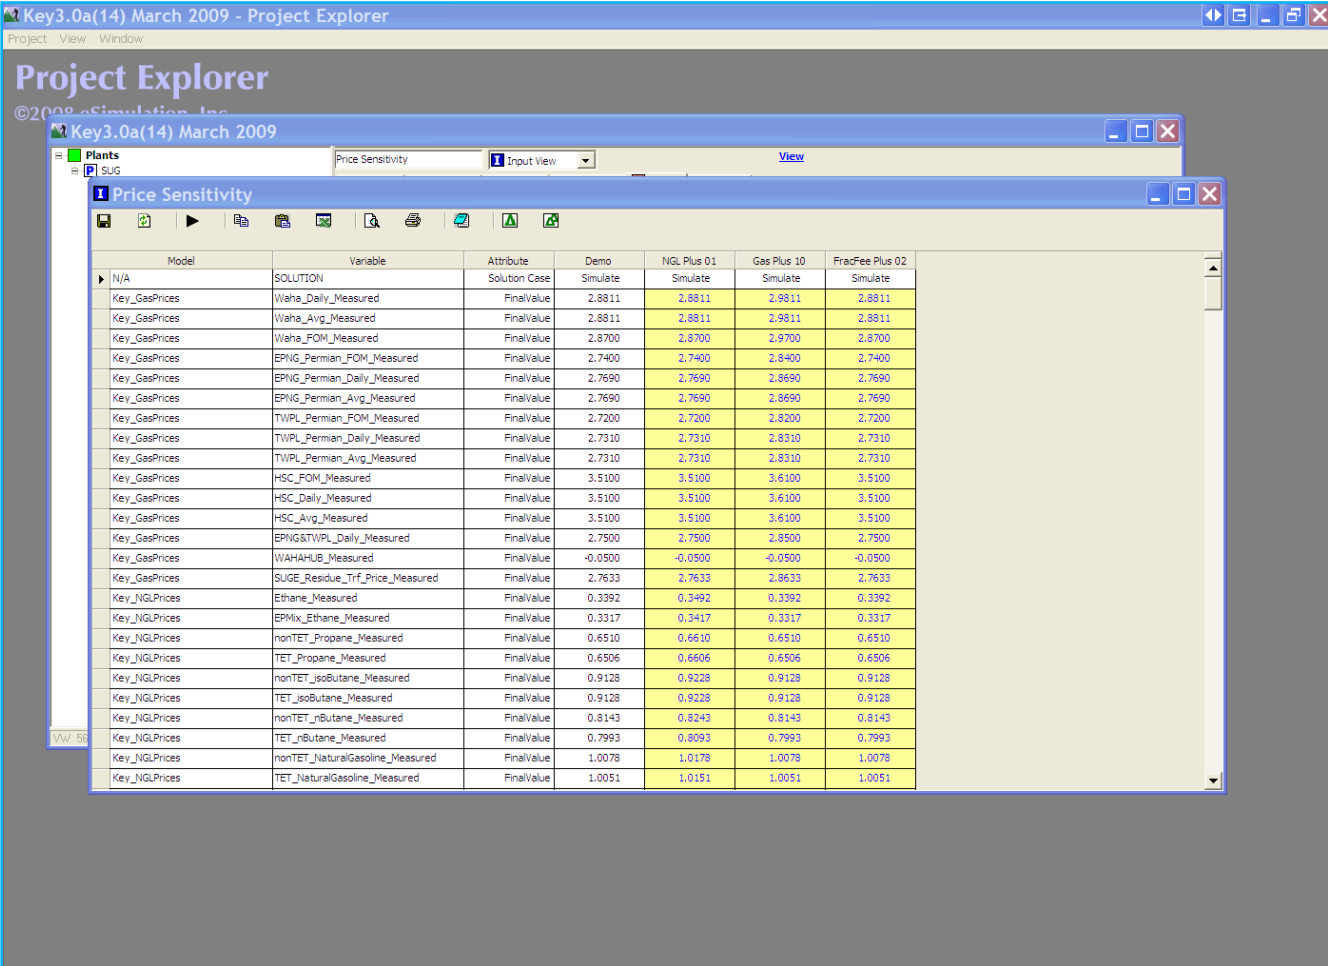 Key3.0a(14) March 2009 - Project Explorer
Project View Window
Project Explorer
©2008 eSimulation, Inc
Key3.0a(14) March 2009
Plants
Price Sensitivity
I Input View
View
P SUG
I Price Sensitivity
Model Variable Attribute Demo NGL Plus 01 Gas Plus 10 FracFee Plus 02
N/A SOLUTION Solution Case Simulate Simulate Simulate Simulate
Key_GasPrices Waha_Daily_Measured FinalValue 2.8811 2.8811 2.9811 2.8811
Key_GasPrices Waha_Avg_Measured FinalValue 2.8811 2.8811 2.9811 2.8811
Key_GasPrices Waha_FOM_Measured FinalValue 2.8700 2.8700 2.9700 2.8700
Key_GasPrices EPNG_Permian_FOM_Measured FinalValue 2.7400 2.7400 2.8400 2.7400
Key_GasPrices EPNG_Permian_Daily_Measured FinalValue 2.7690 2.7690 2.8690 2.7690
Key_GasPrices EPNG_Permian_Avg_Measured FinalValue 2.7690 2.7690 2.8690 2.7690
Key_GasPrices TWPL_Permian_FOM_Measured FinalValue 2.7200 2.7200 2.8200 2.7200
Key_GasPrices TWPL_Permian_Daily_Measured FinalValue 2.7310 2.7310 2.8310 2.7310
Key_GasPrices TWPL_Permian_Avg_Measured FinalValue 2.7310 2.7310 2.8310 2.7310
Key_GasPrices HSC_FOM_Measured FinalValue 3.5100 3.5100 3.6100 3.5100
Key_GasPrices HSC_Daily_Measured FinalValue 3.5100 3.5100 3.6100 3.5100
Key_GasPrices HSC_Avg_Measured FinalValue 3.5100 3.5100 3.6100 3.5100
Key_GasPrices EPNG&TWPL_Daily_Measured FinalValue 2.7500 2.7500 2.8500 2.7500
Key_GasPrices WAHAHUB_Measured FinalValue -0.0500 -0.0500 -0.0500 -0.0500
Key_GasPrices SUGE_Residue_Trf_Price_Measured FinalValue 2.7633 2.7633 2.8633 2.7633
Key_NGLPrices Ethane_Measured FinalValue 0.3392 0.3492 0.3392 0.3392
Key_NGLPrices EPMix_Ethane_Measured FinalValue 0.3317 0.3417 0.3317 0.3317
Key_NGLPrices nonTET_Propane_Measured FinalValue 0.6510 0.6610 0.6510 0.6510
Key_NGLPrices TET_Propane_Measured FinalValue 0.6506 0.6606 0.6506 0.6506
Key_NGLPrices nonTET_isoButane_Measured FinalValue 0.9128 0.9228 0.9128 0.9128
Key_NGLPrices TET_isoButane_Measured FinalValue 0.9128 0.9228 0.9128 0.9128
Key_NGLPrices nonTET_nButane_Measured FinalValue 0.8143 0.8243 0.8143 0.8143
Key_NGLPrices TET_nButane_Measured FinalValue 0.7993 0.8093 0.7993 0.7993
Key_NGLPrices nonTET_NaturalGasoline_Measured FinalValue 1.0078 1.0178 1.0078 1.0078
Key_NGLPrices TET_NaturalGasoline_Measured FinalValue 1.0051 1.0151 1.0051 1.0051
VW 56